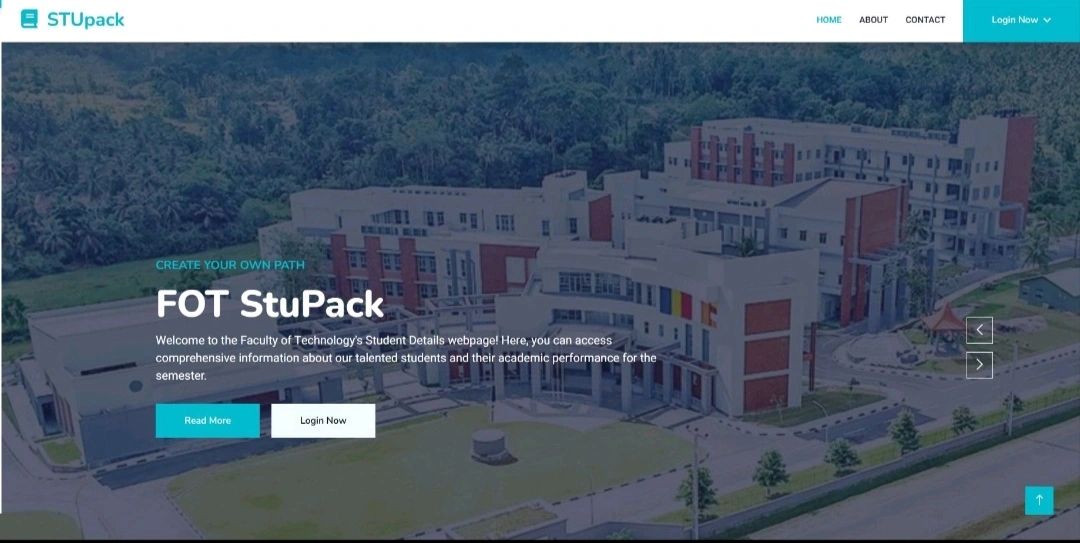 STUpack
HOME ABOUT CONTACT Login Now
CREATE YOUR OWN PATH
FOT StuPack
Welcome to the Faculty of Technology's Student Details webpage! Here, you can access
comprehensive information about our talented students and their academic performance for the
semester.
Read More Login Now